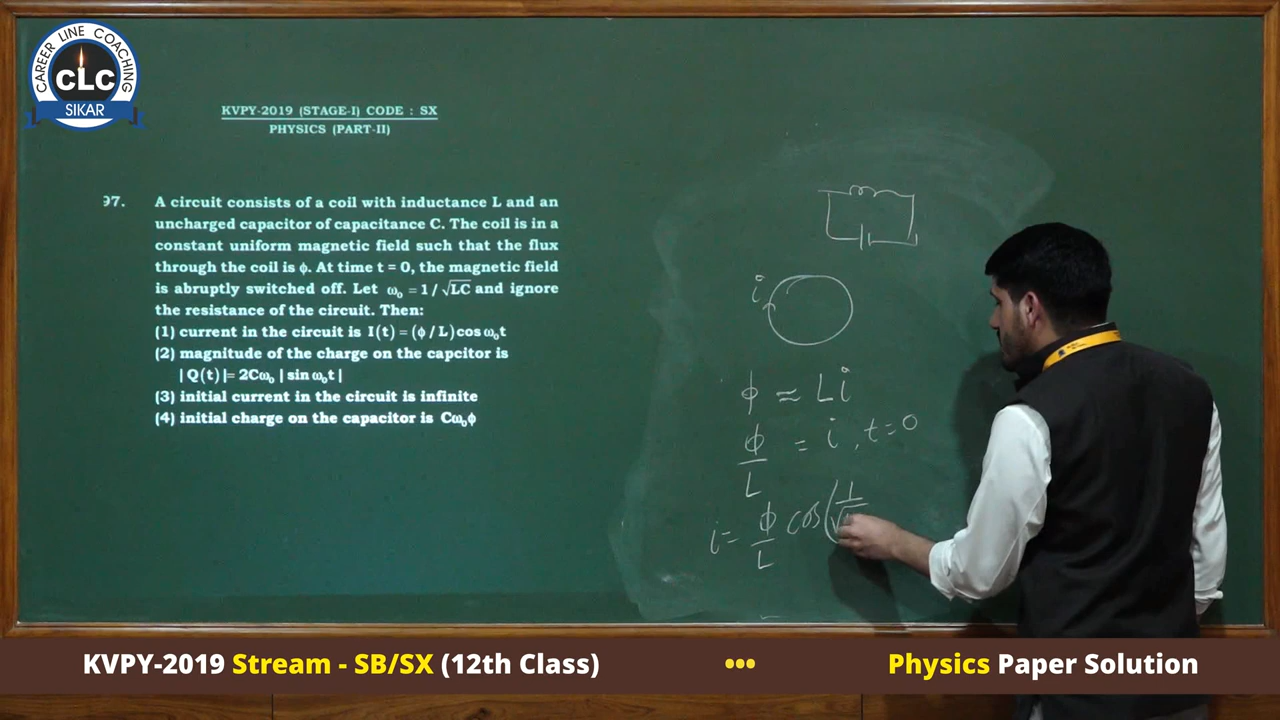 CAREER LINE COACHING
CLC
SIKAR
KVPY-2019 (STAGE-I) CODE : SX
PHYSICS (PART-II)
97. A circuit consists of a coil with inductance L and an
uncharged capacitor of capacitance C. The coil is in a
constant uniform magnetic field such that the flux
through the coil is ϕ. At time t = 0, the magnetic field
is abruptly switched off. Let ω₀ = 1 / √LC and ignore
the resistance of the circuit. Then:
(1) current in the circuit is I(t) = (ϕ / L) cos ω₀t
(2) magnitude of the charge on the capcitor is
| Q(t) |= 2Cω₀ | sin ω₀t |
(3) initial current in the circuit is infinite
(4) initial charge on the capacitor is Cω₀ϕ
i
ϕ ≈ Li
ϕ/L = i, t=0
i = ϕ/L cos(1/√
KVPY-2019 Stream - SB/SX (12th Class) ••• Physics Paper Solution